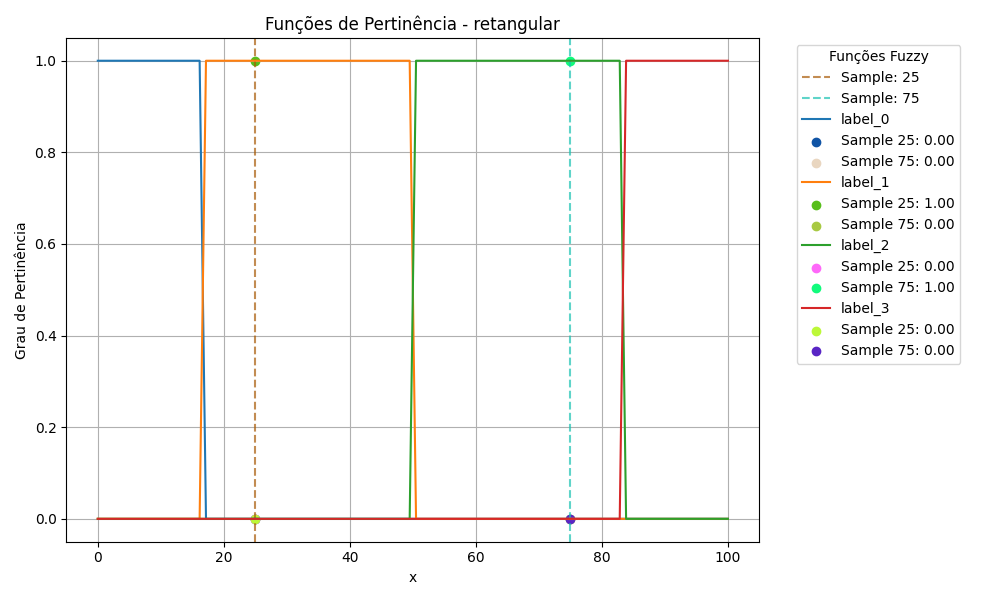 Funções de Pertinência - retangular
Grau de Pertinência
1.0
0.8
0.6
0.4
0.2
0.0
0
20
40
60
80
100
x
Funções Fuzzy
Sample: 25
Sample: 75
label_0
Sample 25: 0.00
Sample 75: 0.00
label_1
Sample 25: 1.00
Sample 75: 0.00
label_2
Sample 25: 0.00
Sample 75: 1.00
label_3
Sample 25: 0.00
Sample 75: 0.00